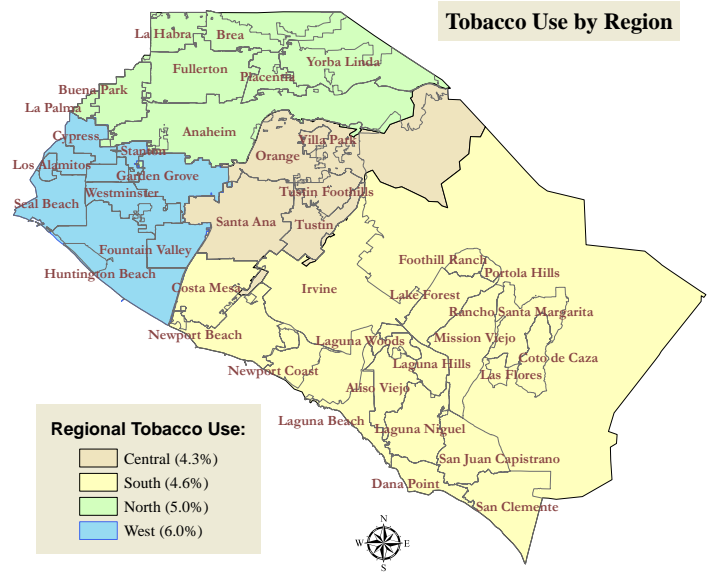 Tobacco Use by Region
La Habra
Brea
Fullerton
Placentia
Yorba Linda
Buena Park
La Palma
Anaheim
Cypress
Stanton
Villa Park
Orange
Los Alamitos
Garden Grove
Westminster
Tustin Foothills
Seal Beach
Santa Ana
Tustin
Fountain Valley
Foothill Ranch
Huntington Beach
Portola Hills
Costa Mesa
Irvine
Lake Forest
Rancho Santa Margarita
Newport Beach
Laguna Woods
Mission Viejo
Coto de Caza
Newport Coast
Laguna Hills
Las Flores
Aliso Viejo
Laguna Beach
Laguna Niguel
San Juan Capistrano
Dana Point
San Clemente
Regional Tobacco Use:
Central (4.3%)
South (4.6%)
North (5.0%)
West (6.0%)
N
W E
S